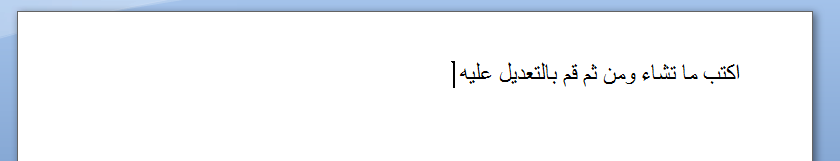 اكتب ما تشاء ومن ثم قم بالتعديل عليه